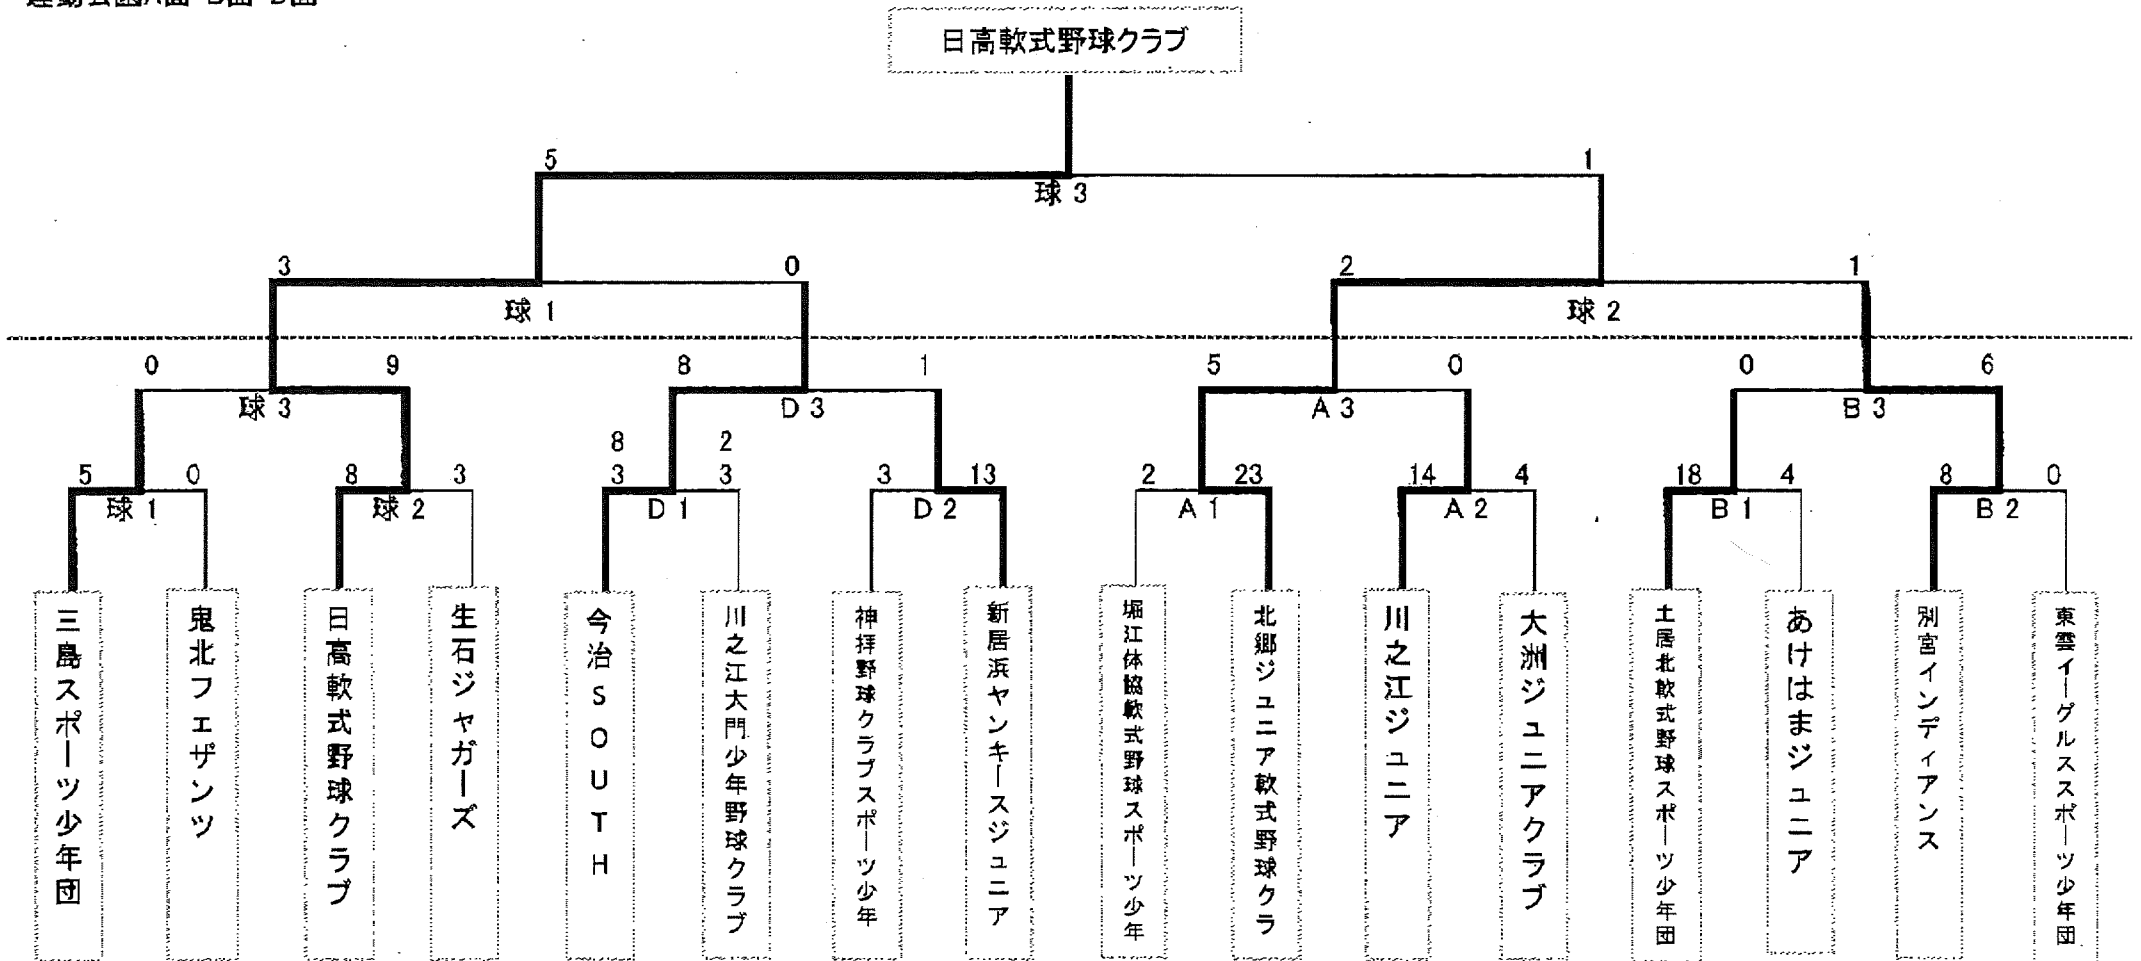 日高軟式野球クラブ
5 1
球 3
3 0 2 1
球 1 球 2
0 9 8 1 5 0 0 6
球 3 D 3 A 3 B 3
8 2
5 0 8 3 3 3 3 13 2 23 14 4 18 4 8 0
球 1 球 2 D 1 D 2 A 1 A 2 B 1 B 2
三島スポーツ少年団
鬼北フェザンツ
日高軟式野球クラブ
生石ジャガーズ
今治SOUTH
川之江大門少年野球クラブ
神拝野球クラブスポーツ少年
新居浜ヤンキースジュニア
堀江体協軟式野球スポーツ少年
北郷ジュニア軟式野球クラ
川之江ジュニア
大洲ジュニアクラブ
土居北軟式野球スポーツ少年団
あけはまジュニア
別宮インディアンス
東雲イーグルススポーツ少年団